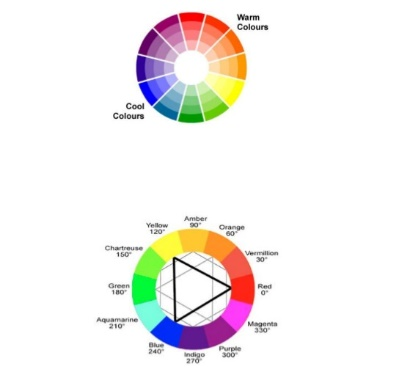 Warm
Colours
Cool
Colours
Amber
90°
Yellow
120°
Orange
60°
Chartreuse
150°
Vermillion
30°
Green
180°
Red
0°
Aquamarine
210°
Magenta
330°
Blue
240°
Purple
300°
Indigo
270°